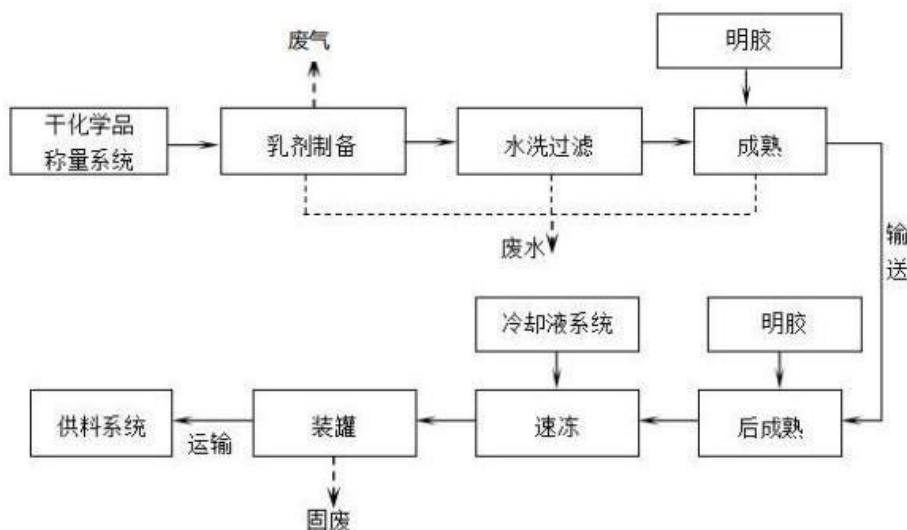 废气
明胶
干化学品
称量系统
乳剂制备
水洗过滤
成熟
废水
输
送
冷却液系统
明胶
供料系统
运输
装罐
速冻
后成熟
固废